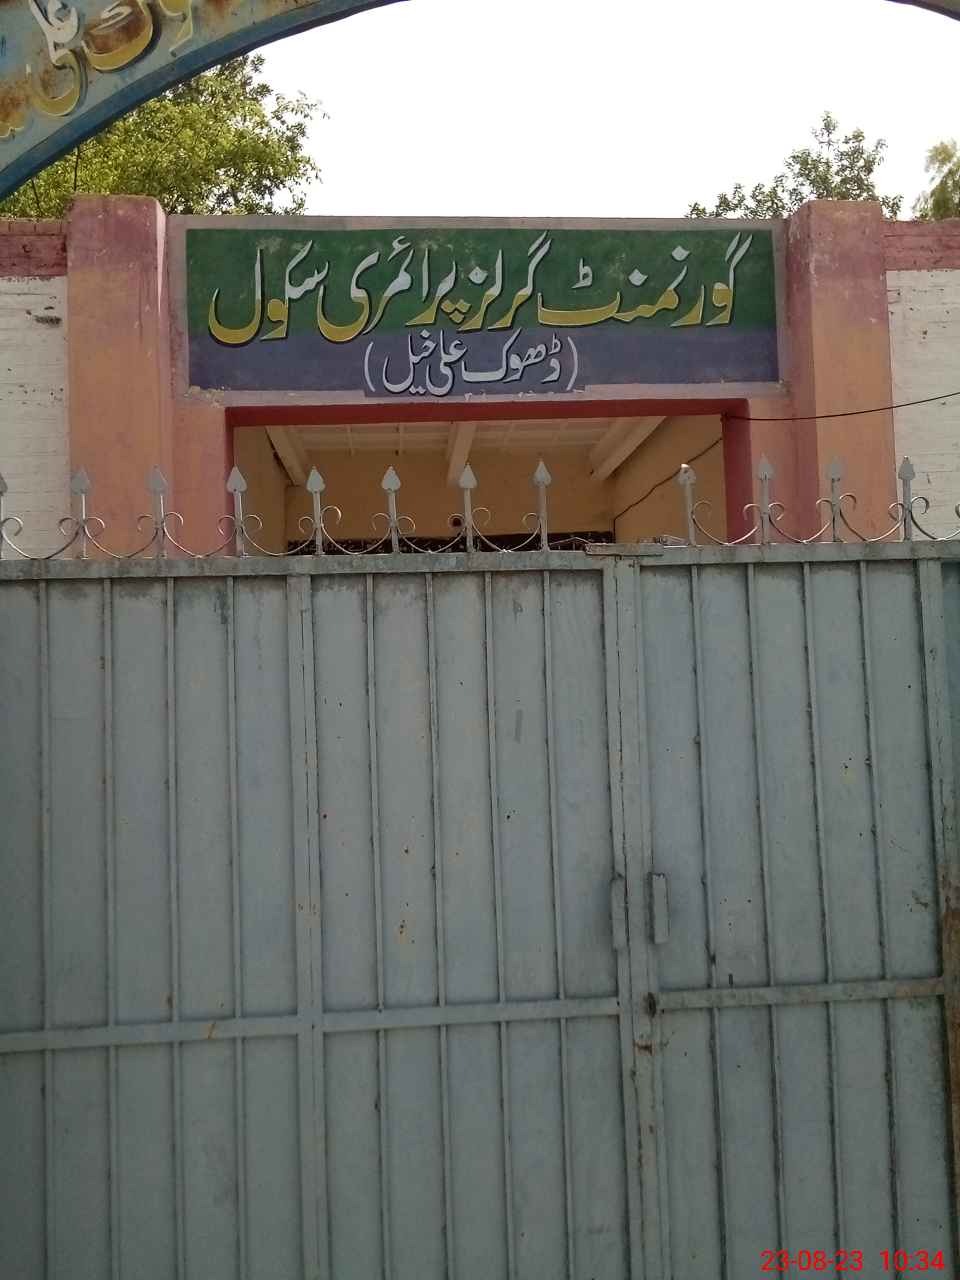 گورنمنٹ گرلز پرائمری سکول
(ڈھوک علی خیل)
23-08-23 10:34